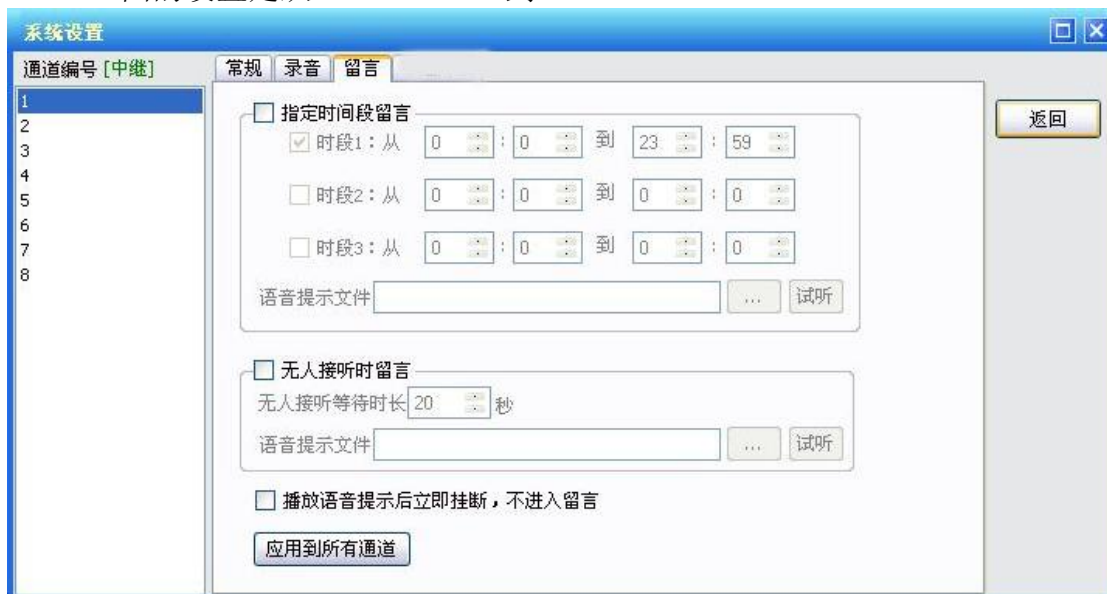 系统设置
通道编号 [中继]
常规 录音 留言
1
2
3
4
5
6
7
8
指定时间段留言
时段1：从 0 : 0 到 23 : 59
时段2：从 0 : 0 到 0 : 0
时段3：从 0 : 0 到 0 : 0
语音提示文件 ... 试听
返回
无人接听时留言
无人接听等待时长 20 秒
语音提示文件 ... 试听
播放语音提示后立即挂断，不进入留言
应用到所有通道